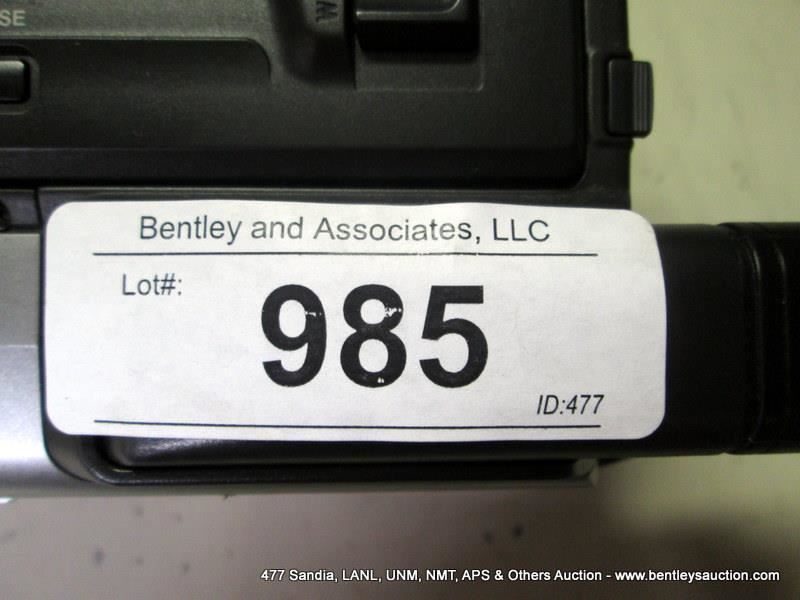 SE
W
Bentley and Associates, LLC
Lot#:
985
ID:477
477 Sandia, LANL, UNM, NMT, APS & Others Auction - www.bentleysauction.com